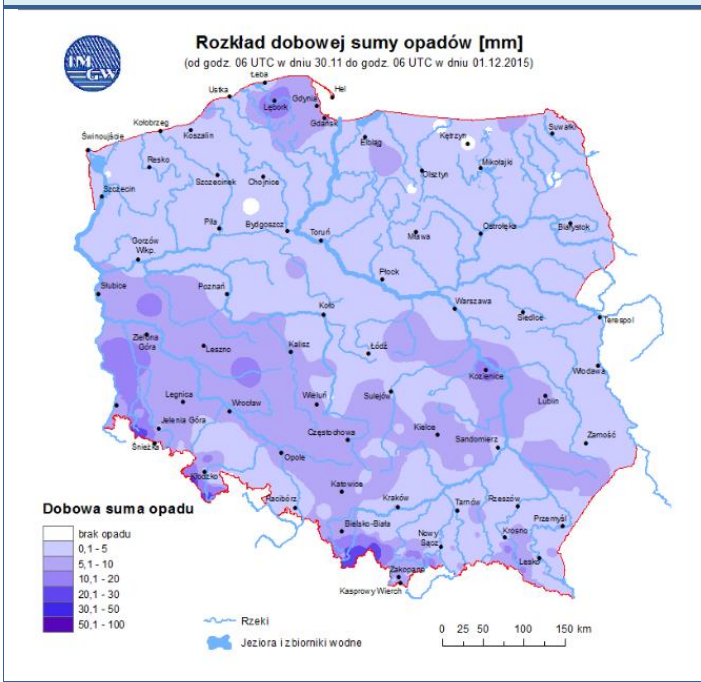 Rozkład dobowej sumy opadów [mm]
(od godz. 06 UTC w dniu 30.11 do godz. 06 UTC w dniu 01.12.2015)
IM
GW
Łeba
Ustka
Hel
Gdynia
Lębork
Gdańsk
Kołobrzeg
Koszalin
Elbląg
Kętrzyn
Suwałki
Świnoujście
Resko
Mikołajki
Szczecinek
Chojnice
Olsztyn
Szczecin
Piła
Bydgoszcz
Toruń
Mława
Ostrołęka
Białystok
Gorzów
Wlkp.
Płock
Słubice
Poznań
Koło
Warszawa
Siedlce
Terespol
Zielona
Góra
Leszno
Kalisz
Łódź
Kozienice
Włodawa
Legnica
Wrocław
Wieluń
Sulejów
Lublin
Jelenia Góra
Częstochowa
Kielce
Sandomierz
Zamość
Śnieżka
Opole
Kłodzko
Katowice
Racibórz
Kraków
Tarnów
Rzeszów
Przemyśl
Bielsko-Biała
Nowy
Sącz
Krosno
Lesko
Zakopane
Kasprowy Wierch
Dobowa suma opadu
brak opadu
0,1 - 5
5,1 - 10
10,1 - 20
20,1 - 30
30,1 - 50
50,1 - 100
Rzeki
Jeziora i zbiorniki wodne
0 25 50 100 150 km